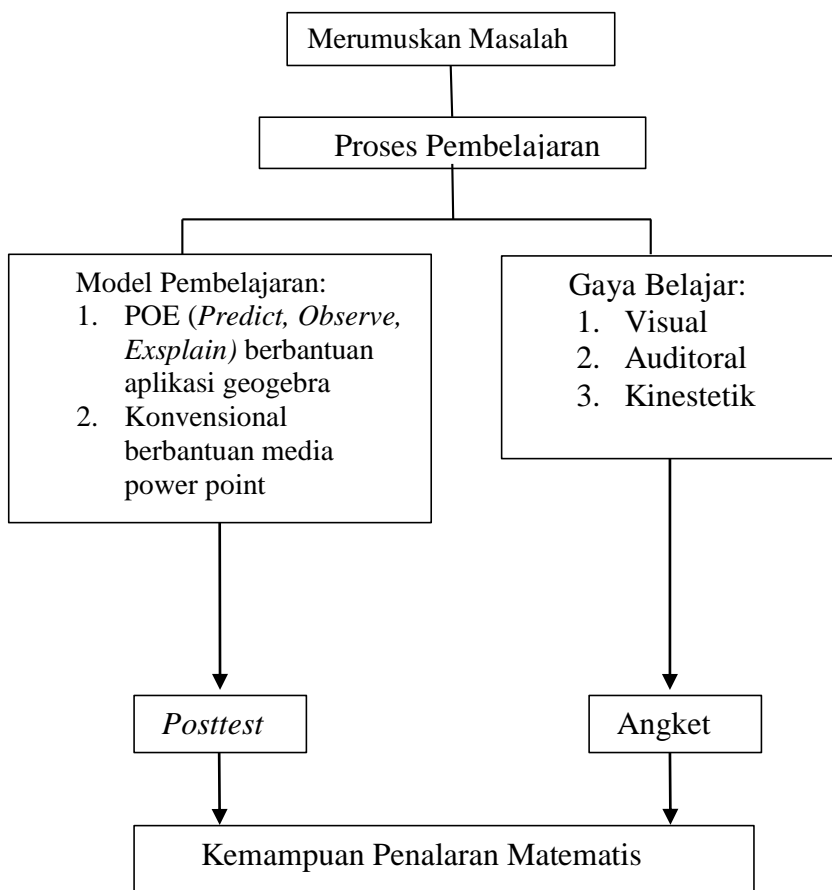 Merumuskan Masalah
Proses Pembelajaran
Model Pembelajaran:
1. POE (Predict, Observe,
Exsplain) berbantuan
aplikasi geogebra
2. Konvensional
berbantuan media
power point
Gaya Belajar:
1. Visual
2. Auditoral
3. Kinestetik
Posttest
Angket
Kemampuan Penalaran Matematis